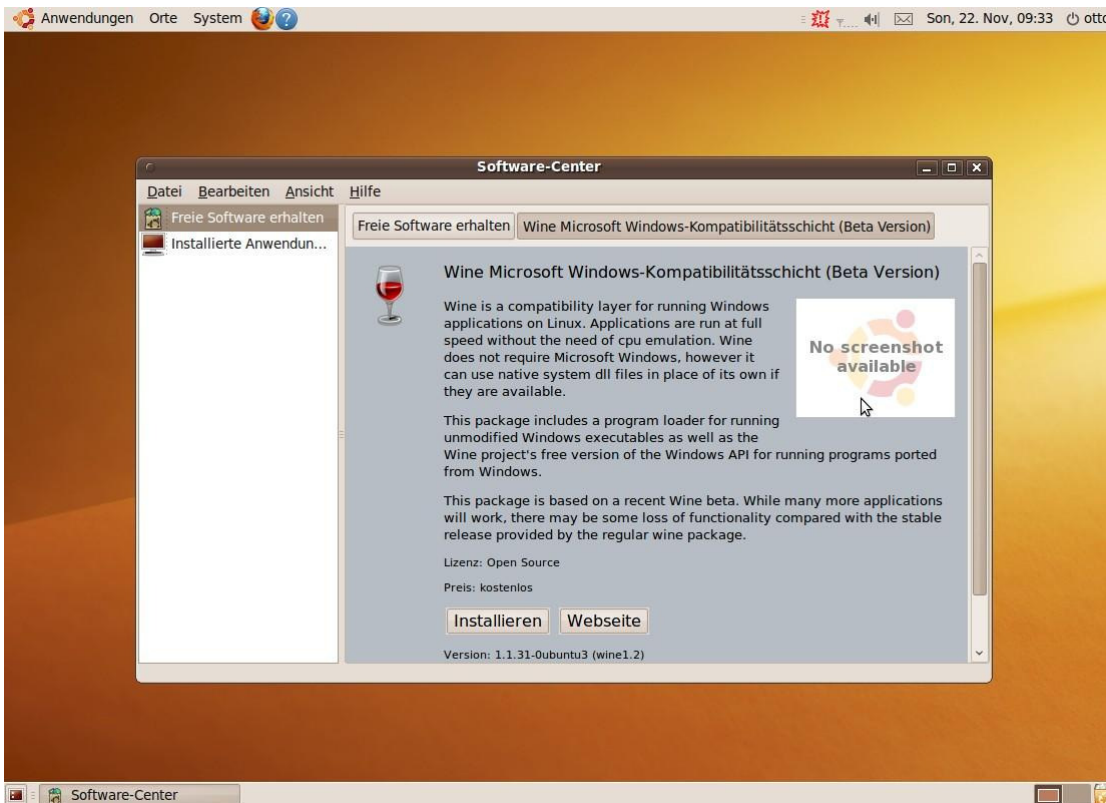 Anwendungen Orte System Son, 22. Nov, 09:33 otto
Software-Center
Datei Bearbeiten Ansicht Hilfe
Freie Software erhalten
Installierte Anwendun...
Freie Software erhalten Wine Microsoft Windows-Kompatibilitätsschicht (Beta Version)
Wine Microsoft Windows-Kompatibilitätsschicht (Beta Version)
Wine is a compatibility layer for running Windows
applications on Linux. Applications are run at full
speed without the need of cpu emulation. Wine
does not require Microsoft Windows, however it
can use native system dll files in place of its own if
they are available.
No screenshot
available
This package includes a program loader for running
unmodified Windows executables as well as the
Wine project's free version of the Windows API for running programs ported
from Windows.
This package is based on a recent Wine beta. While many more applications
will work, there may be some loss of functionality compared with the stable
release provided by the regular wine package.
Lizenz: Open Source
Preis: kostenlos
Installieren Webseite
Version: 1.1.31-0ubuntu3 (wine1.2)
Software-Center